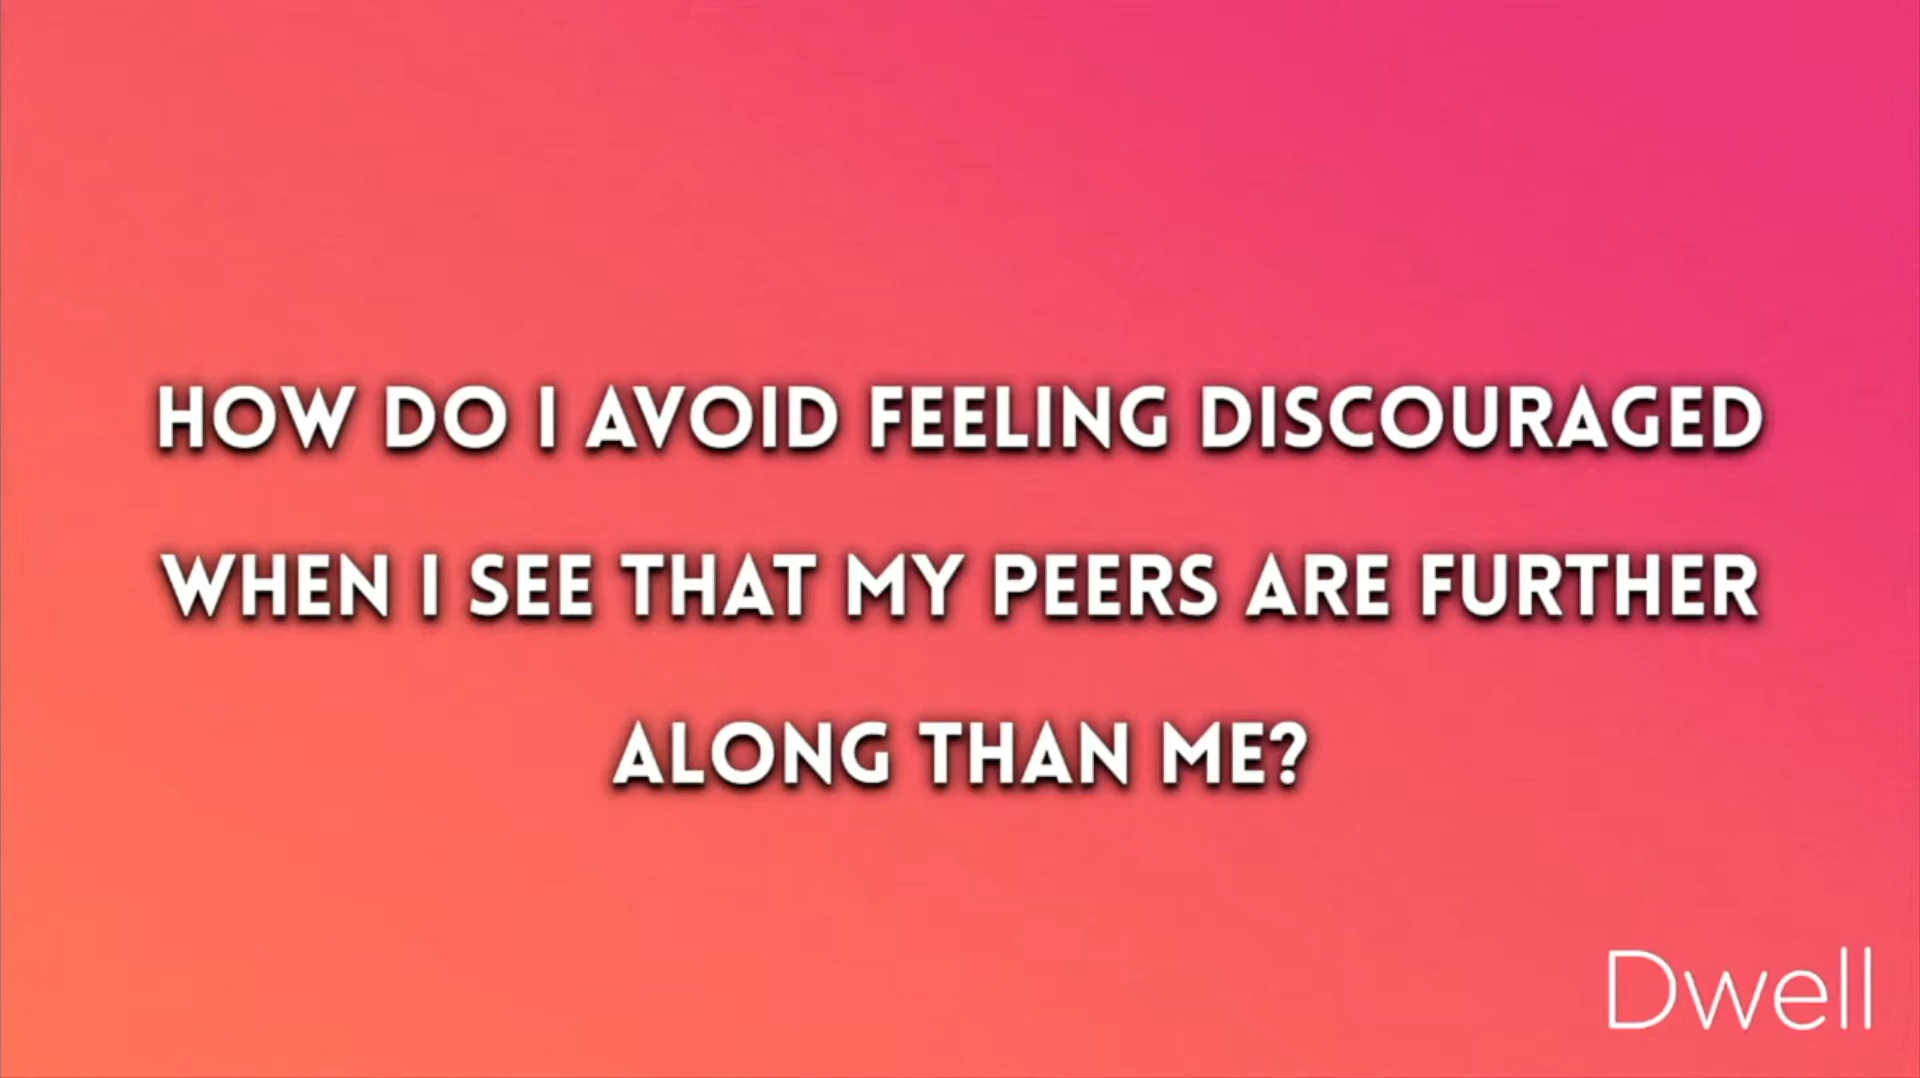 HOW DO I AVOID FEELING DISCOURAGED
WHEN I SEE THAT MY PEERS ARE FURTHER
ALONG THAN ME?
Dwell